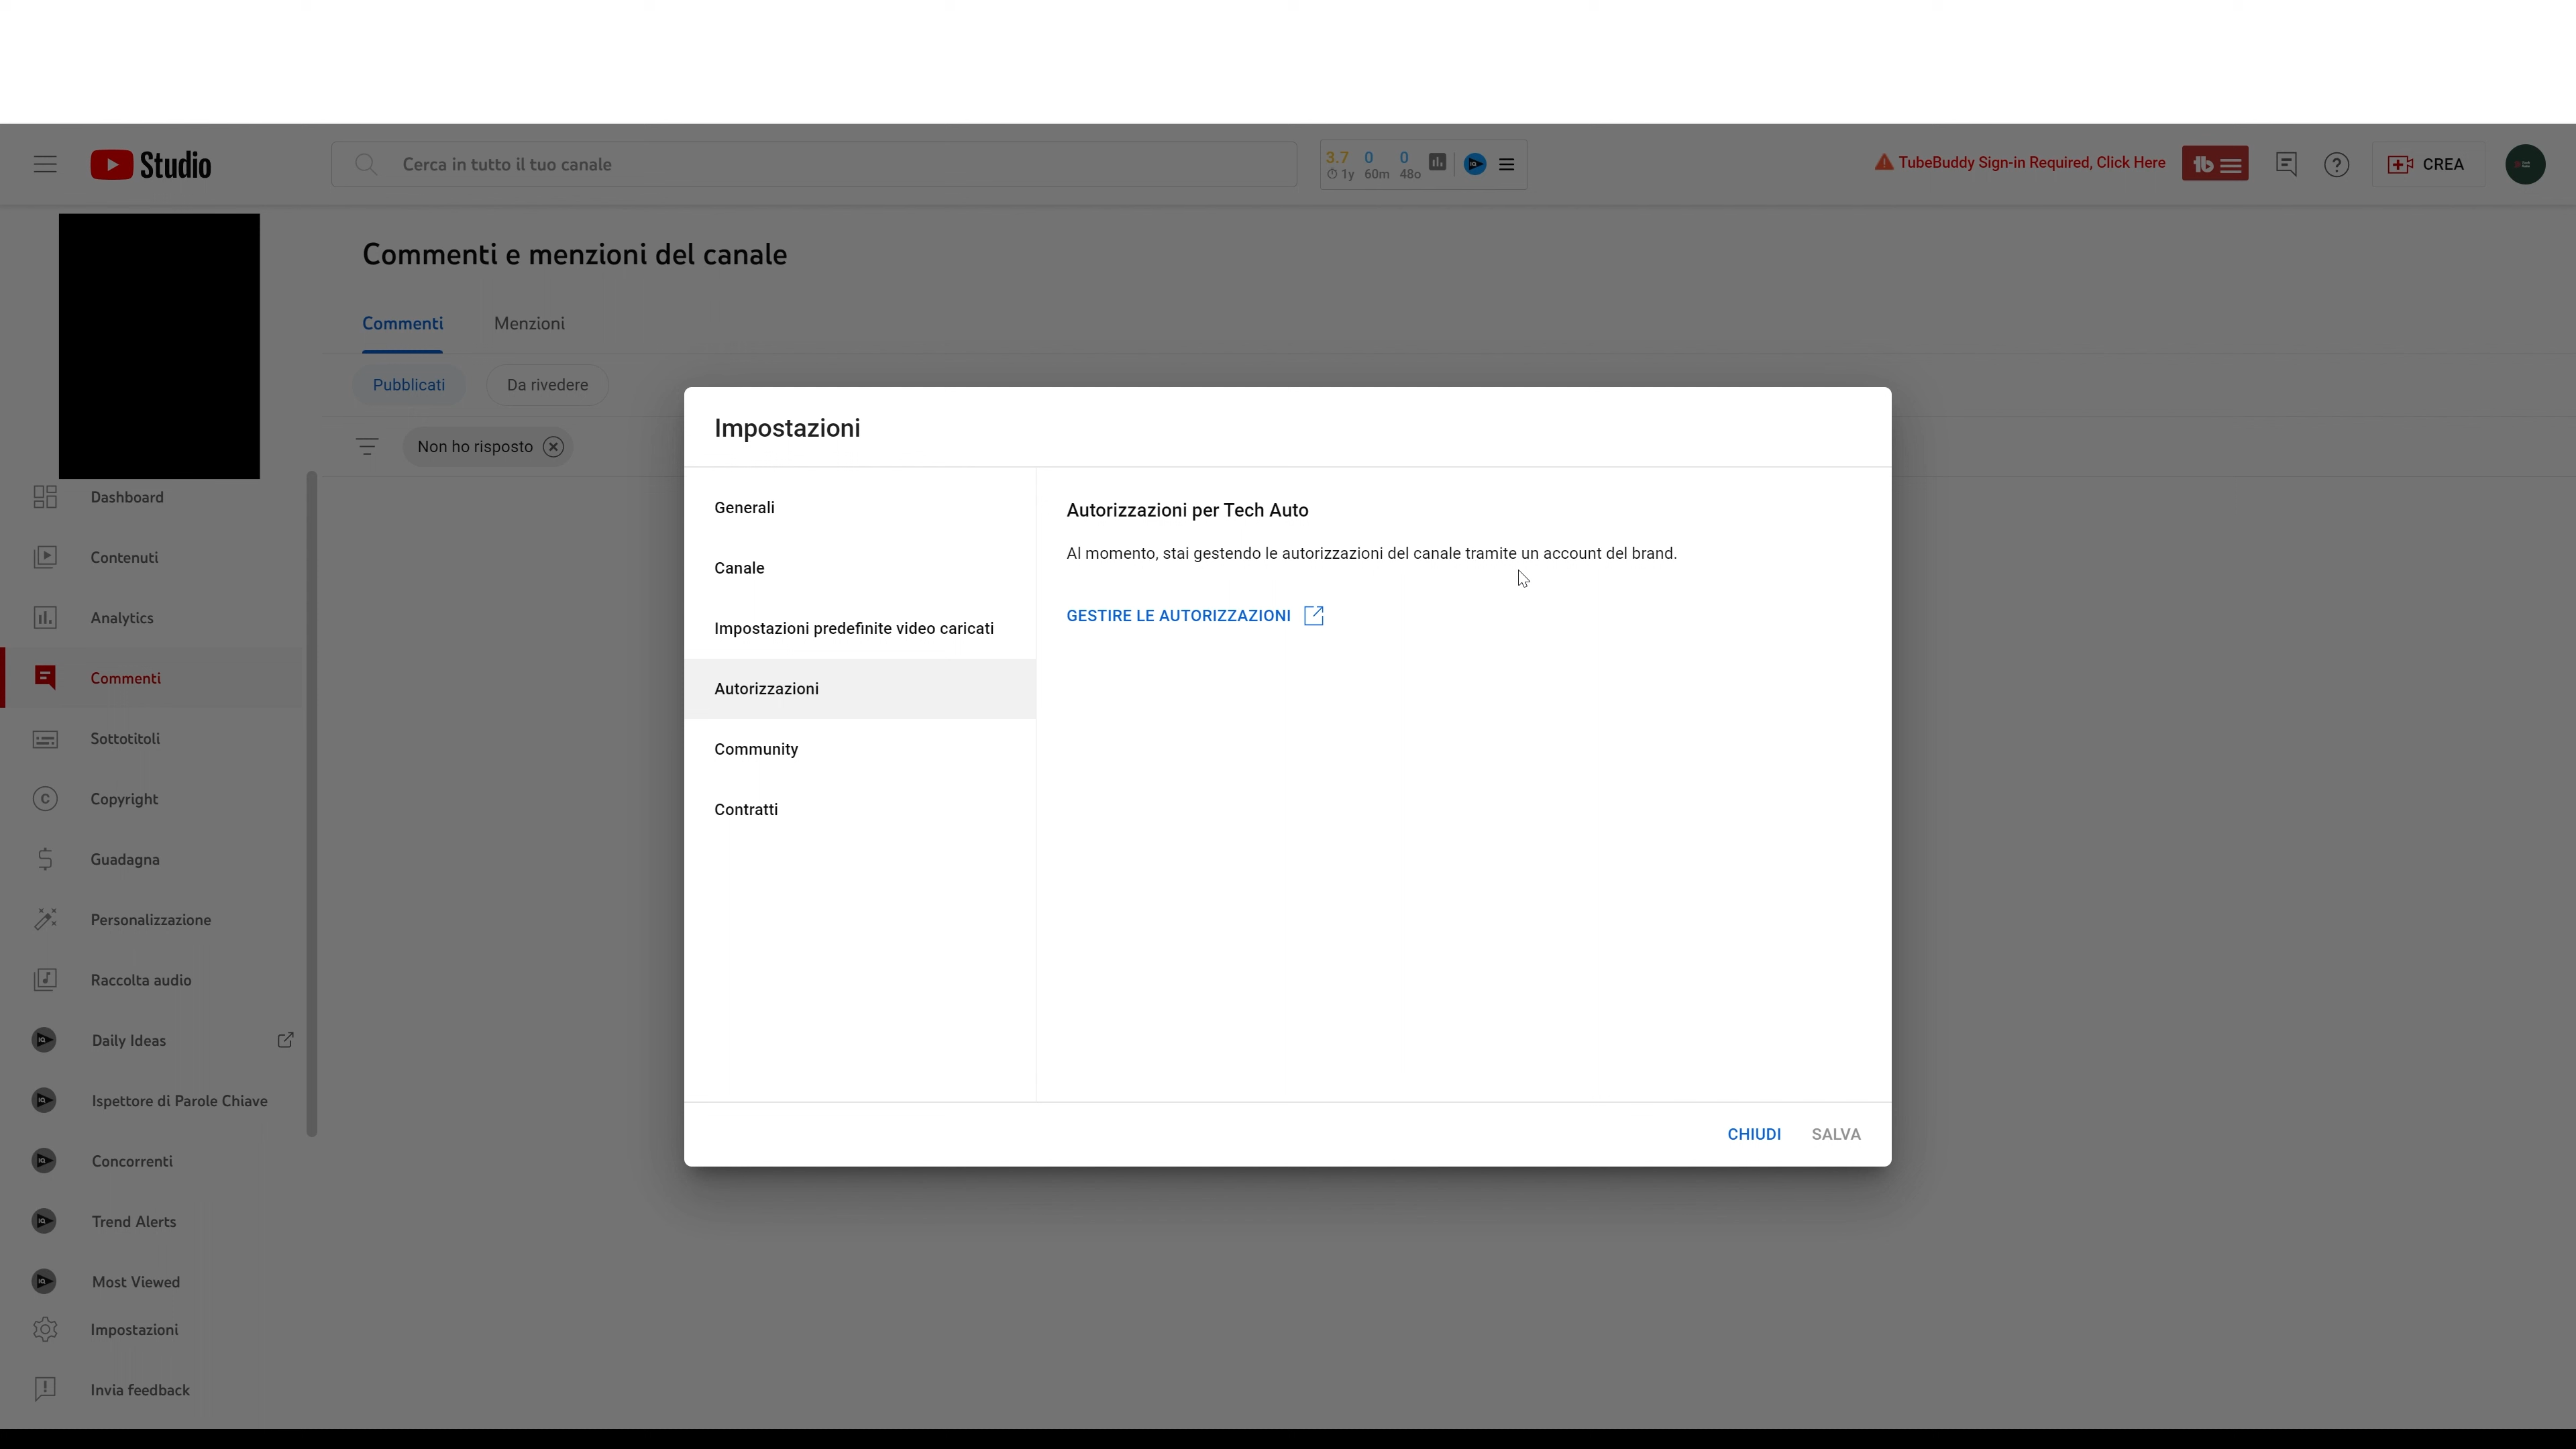 Studio
Cerca in tutto il tuo canale
3.7 0 0
1y 60m 48o
TubeBuddy Sign-in Required, Click Here
tb
CREA
Commenti e menzioni del canale
Commenti Menzioni
Pubblicati Da rivedere
Non ho risposto
Dashboard
Contenuti
Analytics
Commenti
Sottotitoli
Copyright
Guadagna
Personalizzazione
Raccolta audio
Daily Ideas
Ispettore di Parole Chiave
Concorrenti
Trend Alerts
Most Viewed
Impostazioni
Invia feedback
Impostazioni
Generali
Canale
Impostazioni predefinite video caricati
Autorizzazioni
Community
Contratti
Autorizzazioni per Tech Auto
Al momento, stai gestendo le autorizzazioni del canale tramite un account del brand.
GESTIRE LE AUTORIZZAZIONI
CHIUDI SALVA